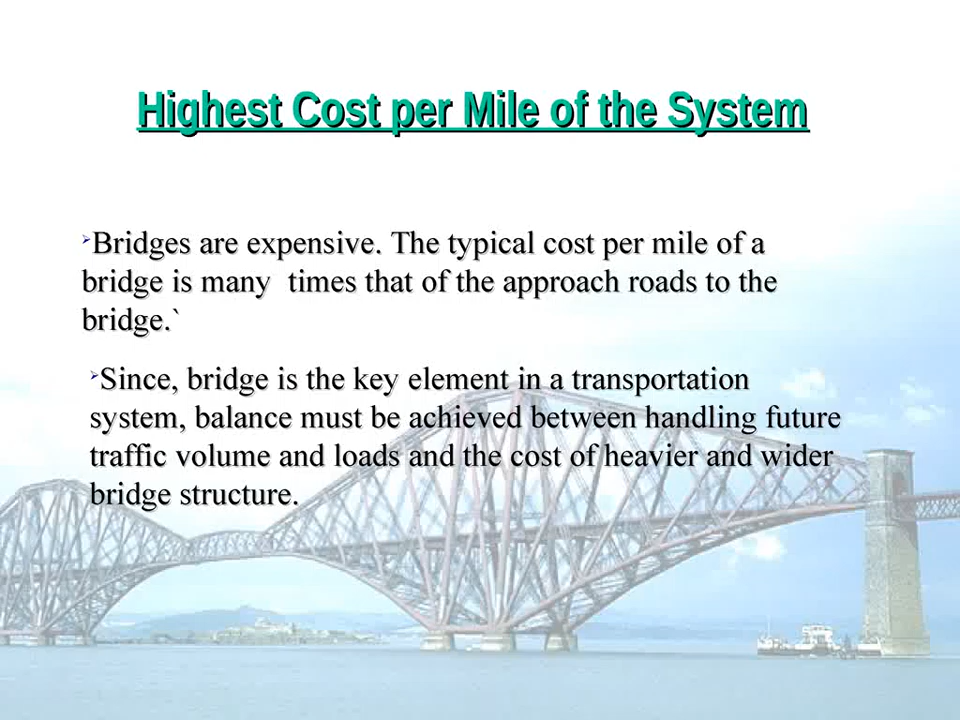 Highest Cost per Mile of the System
➢Bridges are expensive. The typical cost per mile of a
bridge is many  times that of the approach roads to the
bridge.`
➢Since, bridge is the key element in a transportation
system, balance must be achieved between handling future
traffic volume and loads and the cost of heavier and wider
bridge structure.